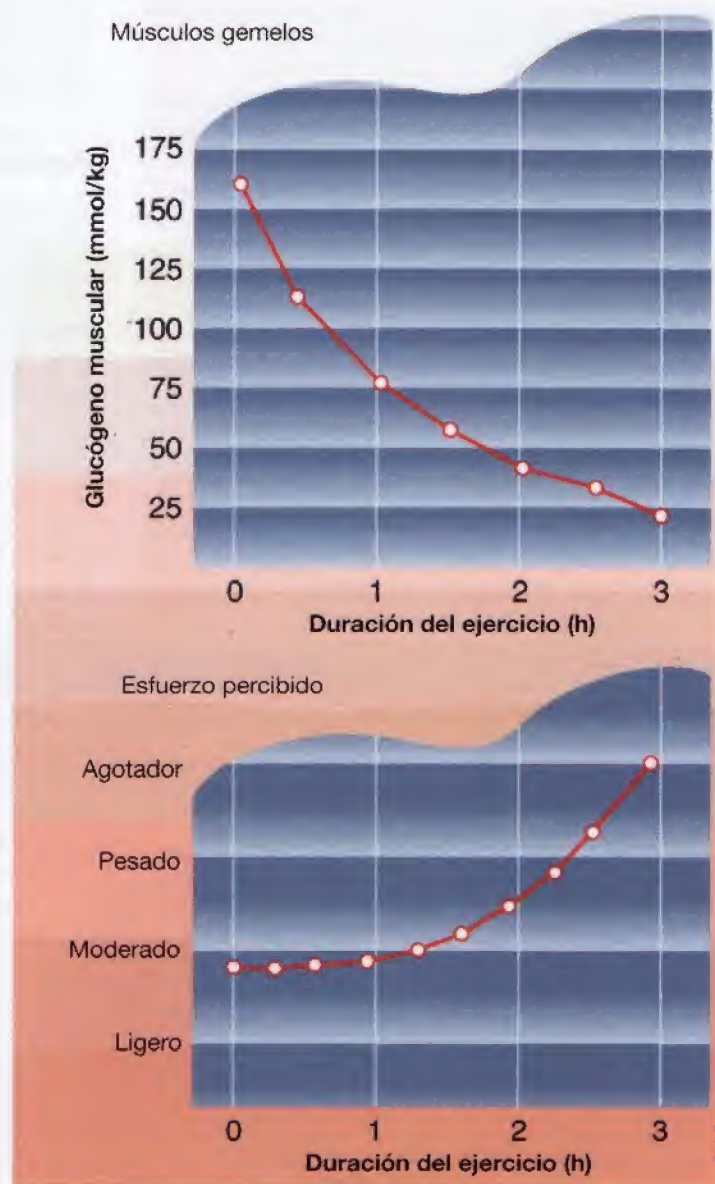 Músculos gemelos
Glucógeno muscular (mmol/kg)
175
150
125
100
75
50
25
0 1 2 3
Duración del ejercicio (h)
Esfuerzo percibido
Agotador
Pesado
Moderado
Ligero
0 1 2 3
Duración del ejercicio (h)